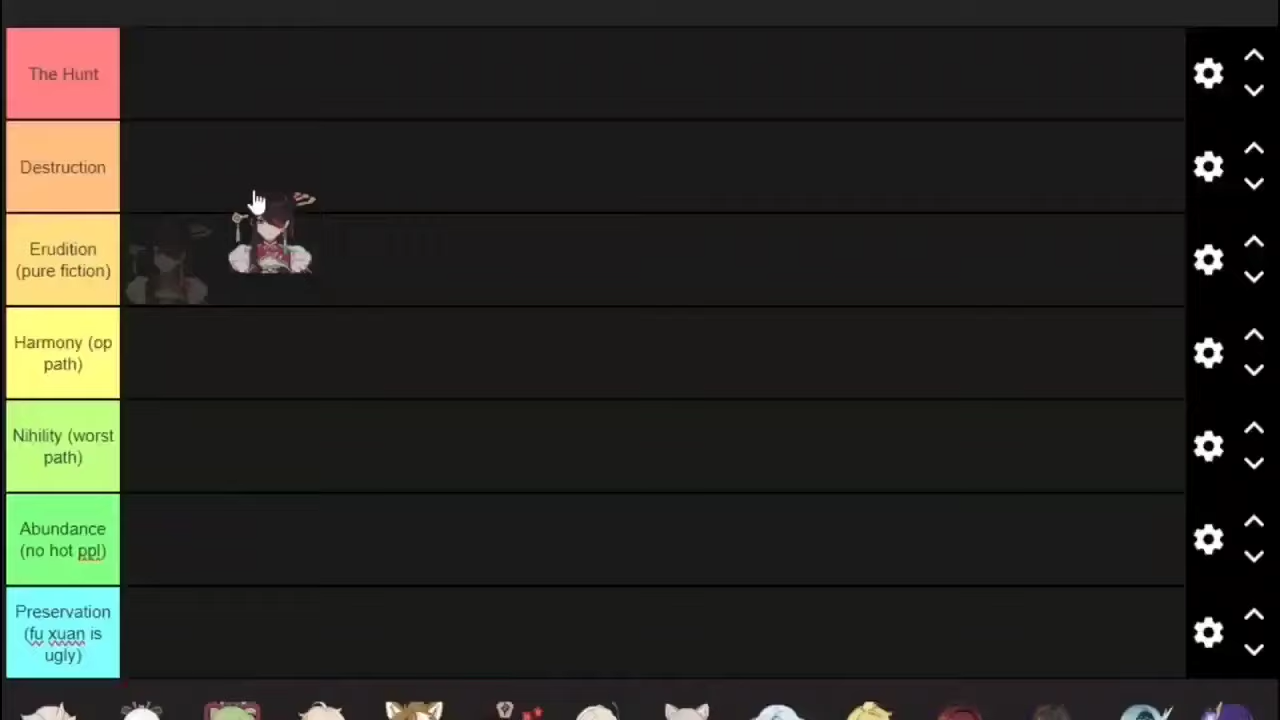 The Hunt
Destruction
Erudition
(pure fiction)
Harmony (op
path)
Nihility (worst
path)
Abundance
(no hot ppl)
Preservation
(fu xuan is
ugly)